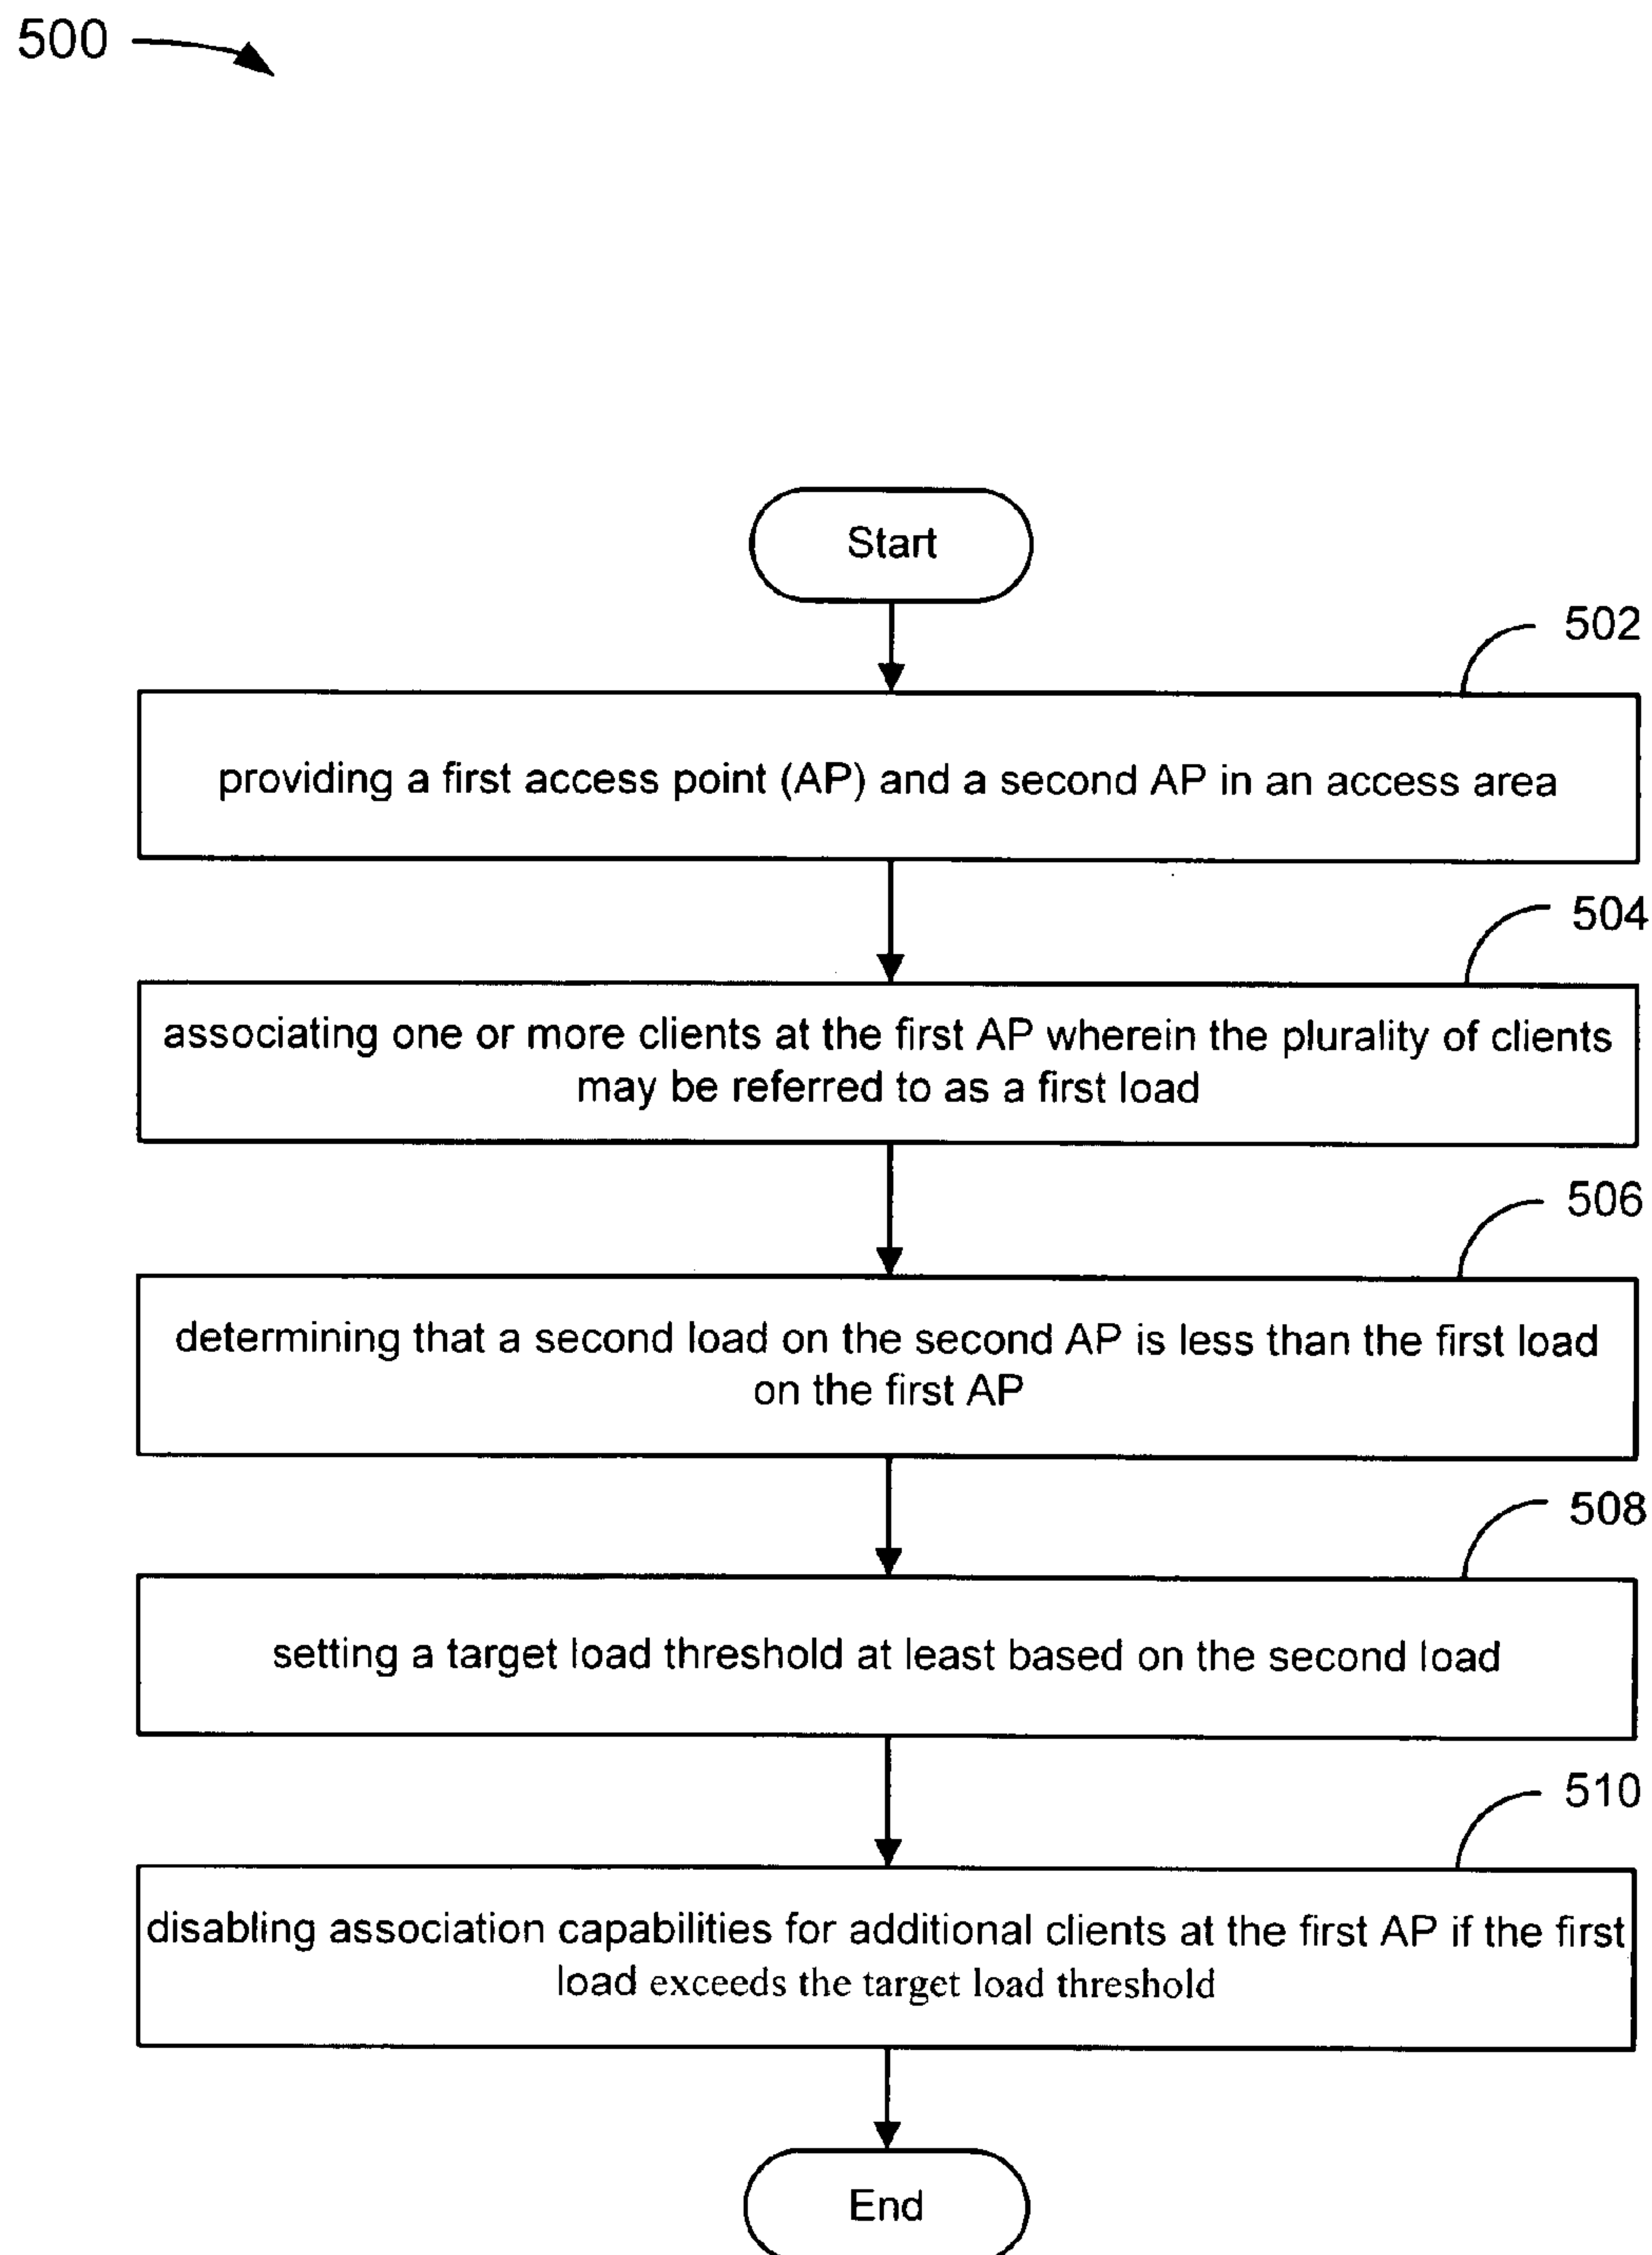 500
Start
502
providing a first access point (AP) and a second AP in an access area
504
associating one or more clients at the first AP wherein the plurality of clients
may be referred to as a first load
506
determining that a second load on the second AP is less than the first load
on the first AP
508
setting a target load threshold at least based on the second load
510
disabling association capabilities for additional clients at the first AP if the first
load exceeds the target load threshold
End